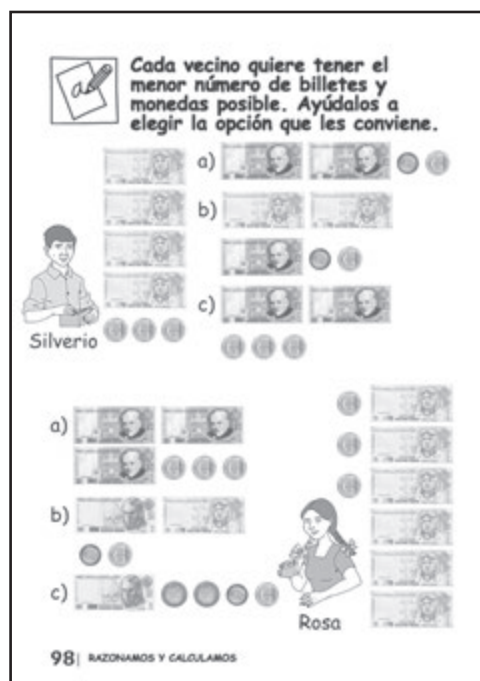 Cada vecino quiere tener el
menor número de billetes y
monedas posible. Ayúdalos a
elegir la opción que les conviene.
a)
b)
c)
Silverio
a)
b)
c)
Rosa
98| RAZONAMOS Y CALCULAMOS